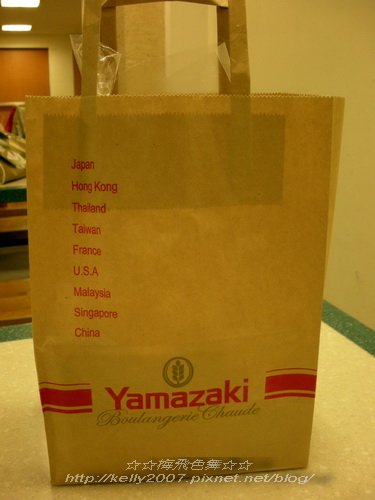 Japan
Hong Kong
Thailand
Taiwan
France
U.S.A
Malaysia
Singapore
China
Yamazaki
Boulangerie Chaude
☆☆梅飛色舞☆☆
http://kelly2007.pixnet.net/blog/